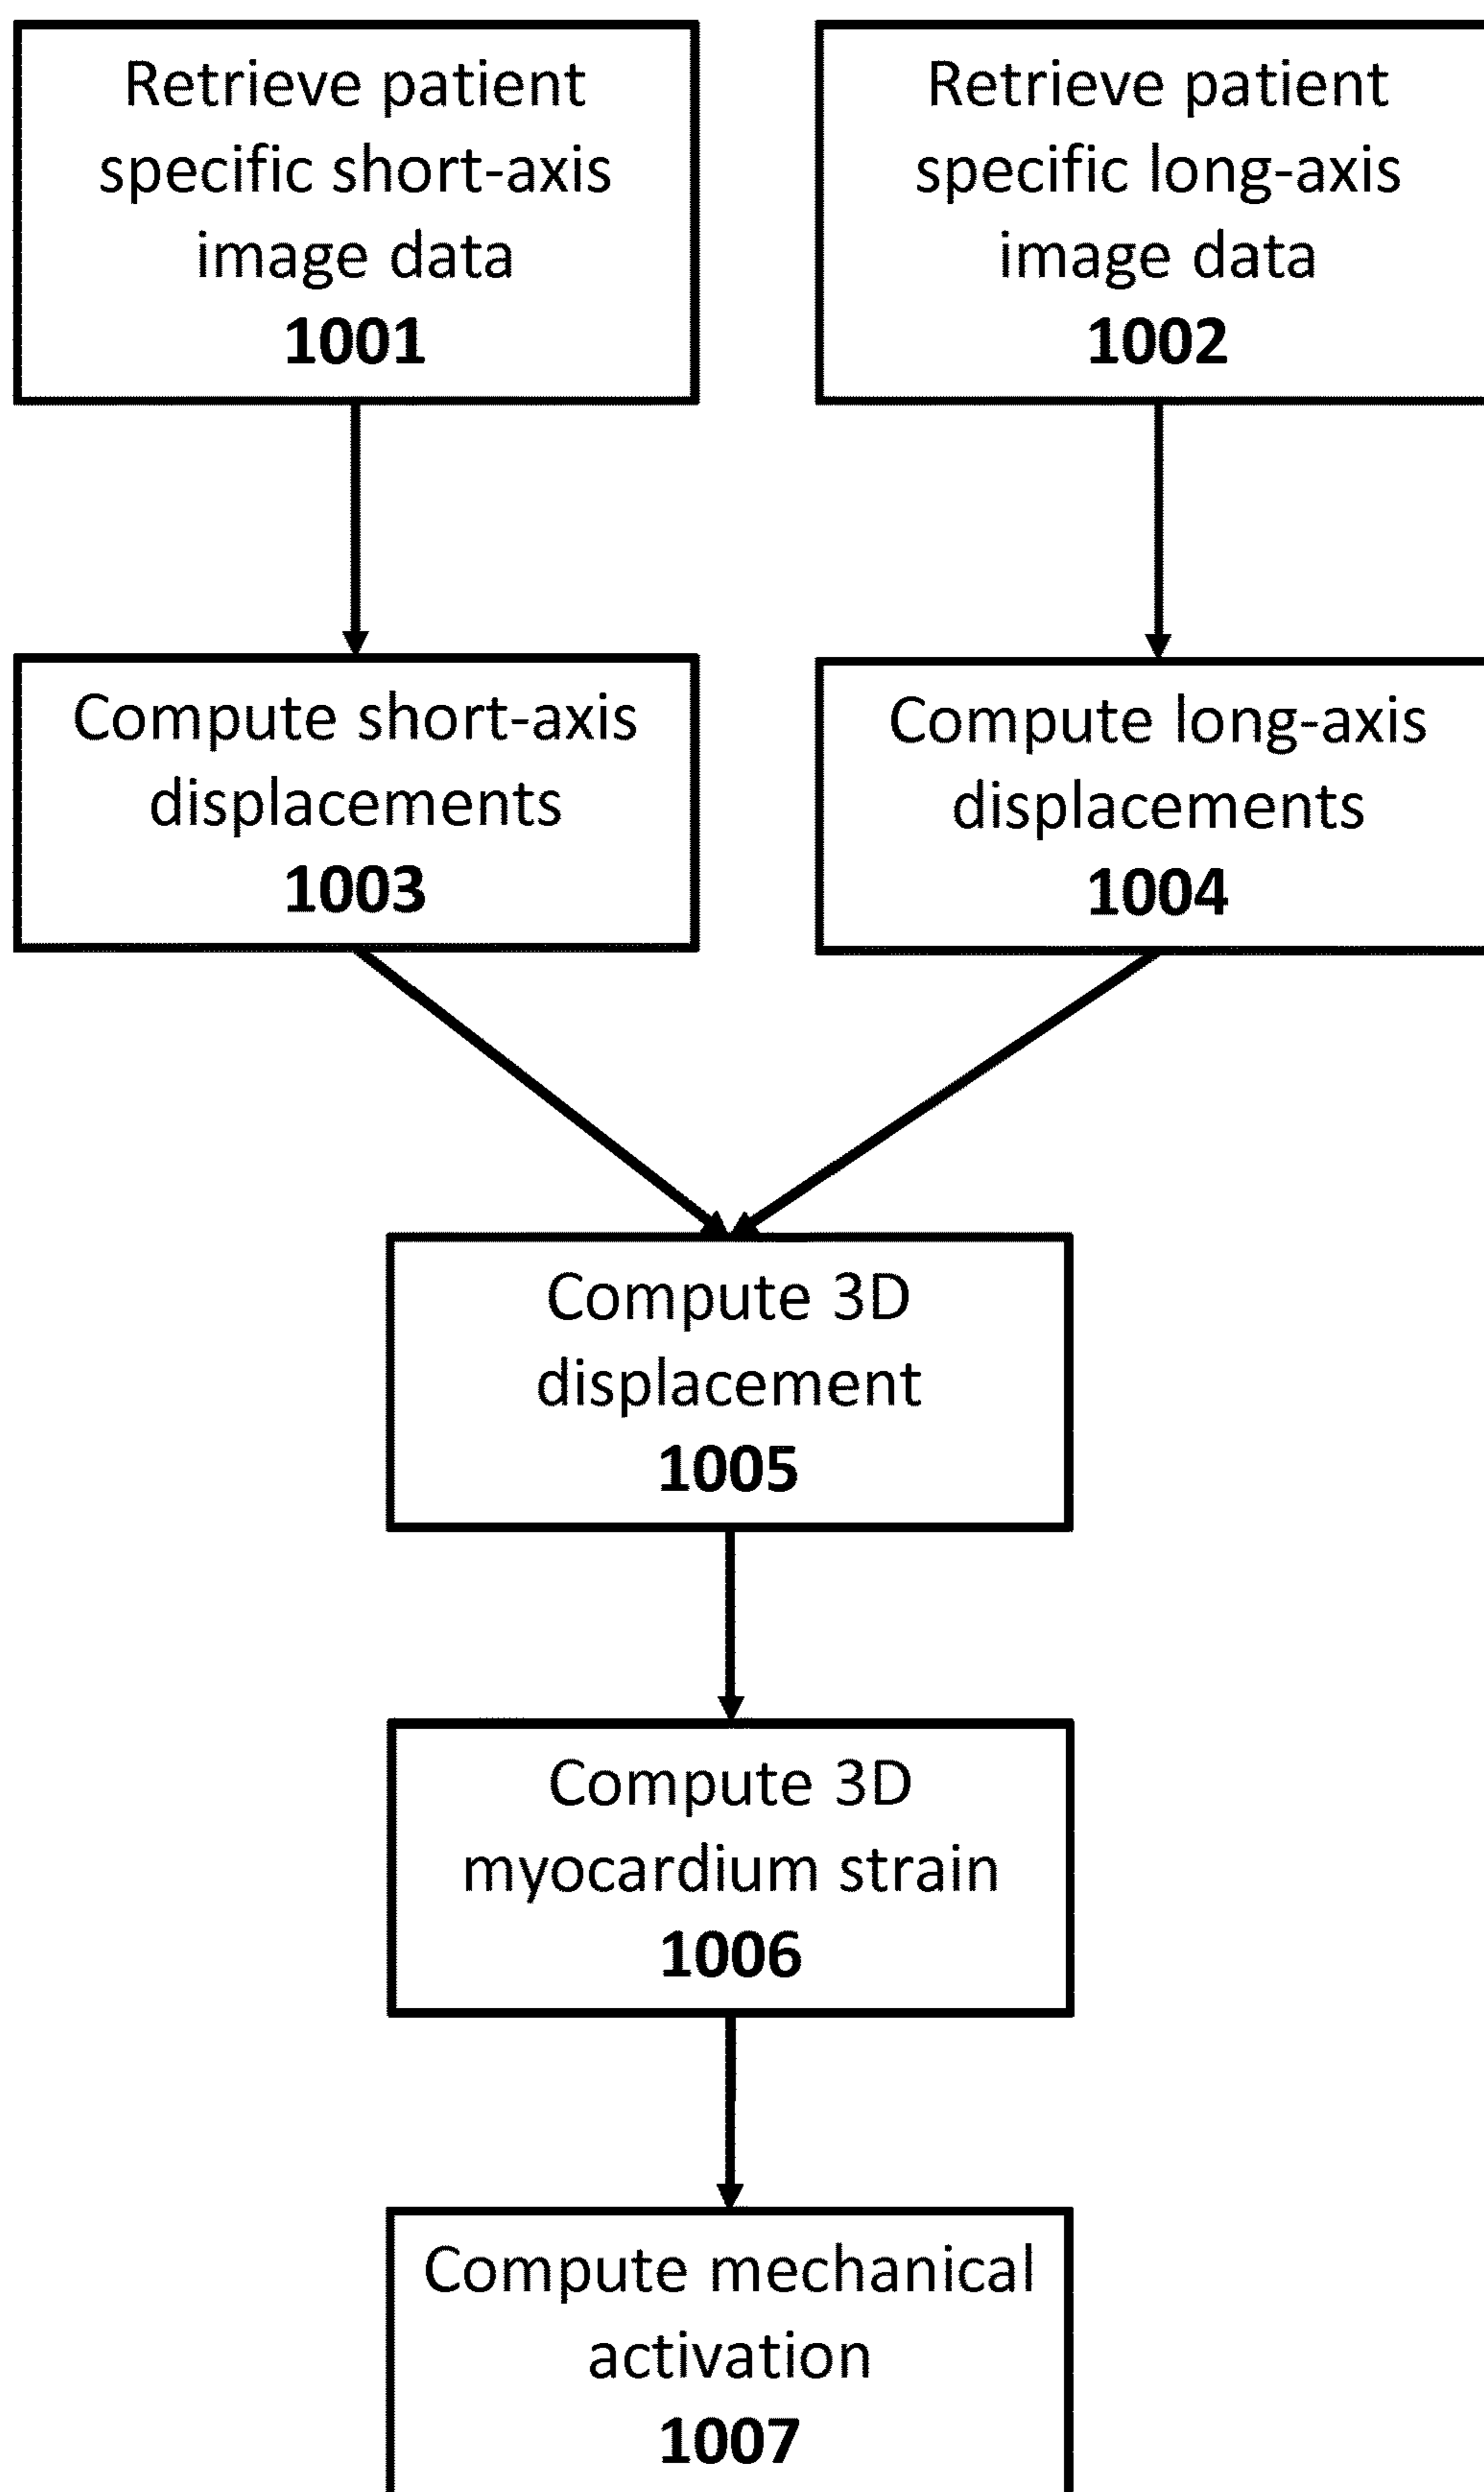 Retrieve patient
specific short-axis
image data
1001
Retrieve patient
specific long-axis
image data
1002
Compute short-axis
displacements
1003
Compute long-axis
displacements
1004
Compute 3D
displacement
1005
Compute 3D
myocardium strain
1006
Compute mechanical
activation
1007